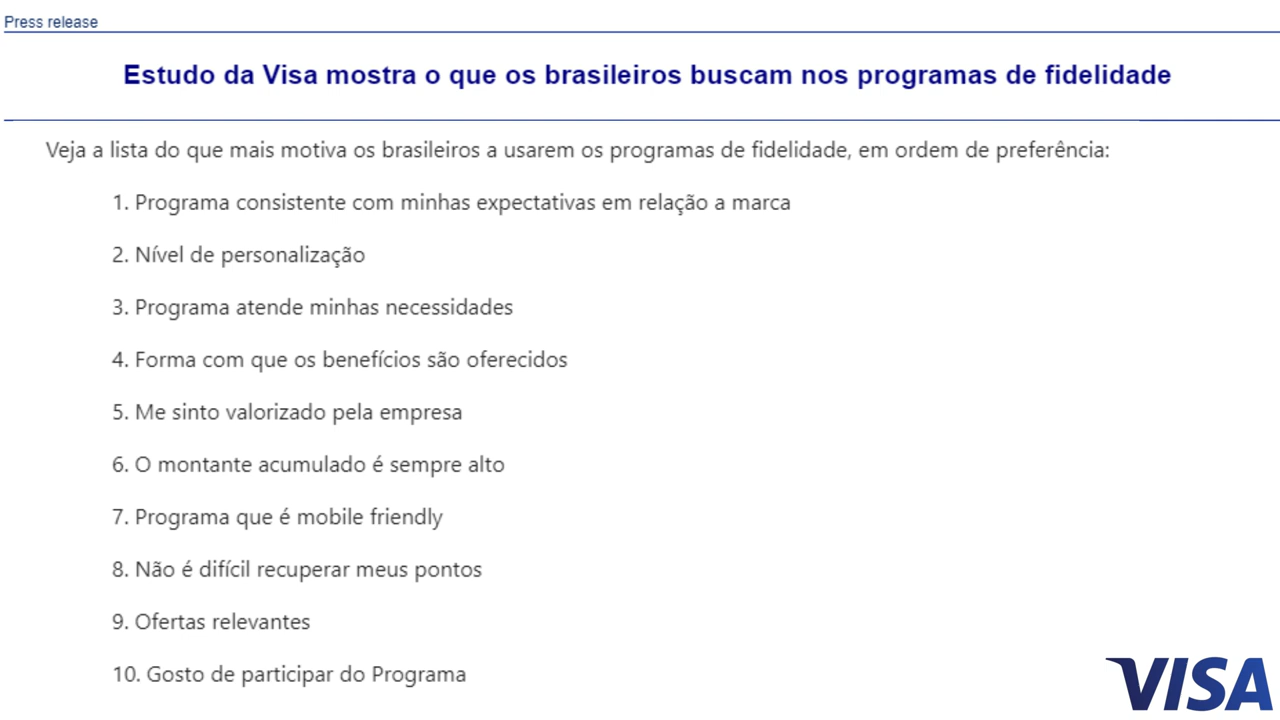 Press release
Estudo da Visa mostra o que os brasileiros buscam nos programas de fidelidade
Veja a lista do que mais motiva os brasileiros a usarem os programas de fidelidade, em ordem de preferência:
1. Programa consistente com minhas expectativas em relação a marca
2. Nível de personalização
3. Programa atende minhas necessidades
4. Forma com que os benefícios são oferecidos
5. Me sinto valorizado pela empresa
6. O montante acumulado é sempre alto
7. Programa que é mobile friendly
8. Não é difícil recuperar meus pontos
9. Ofertas relevantes
10. Gosto de participar do Programa
VISA